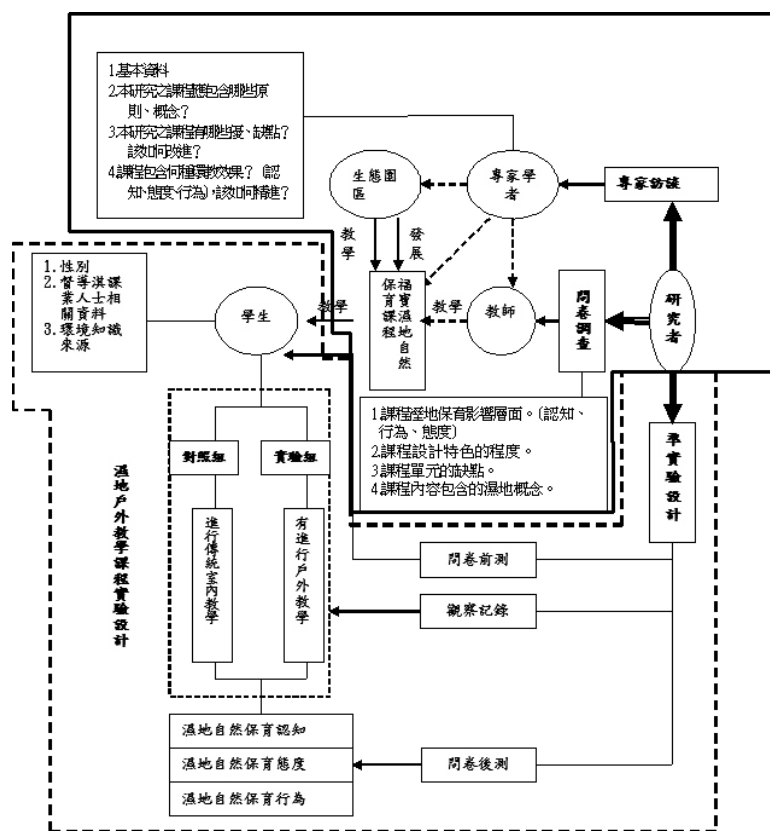 1.基本資料
2.本研究之課程應包含哪些原
則、概念?
3.本研究之課程有哪些優、缺點?
該如何改進?
4.課程包含何種環教效果? (認
知、態度、行為),該如何精進?
生態園
區
專家學
者
專家訪談
教學
發展
1. 性別
2. 督導淇課
業人士相
關資料
3. 環境知識
來源
學生
教學
福寶濕地自然
保育課程
教學
教師
問卷調查
研究者
1.課程溼地保育影響層面。(認知、
行為、態度)
2.課程設計特色的程度。
3.課程單元的缺點。
4.課程內容包含的濕地概念。
準實驗設計
濕地戶外教學課程實驗設計
對照組
實驗組
進行傳統室內教學
有進行戶外教學
問卷前測
觀察記錄
濕地自然保育認知
濕地自然保育態度
濕地自然保育行為
問卷後測